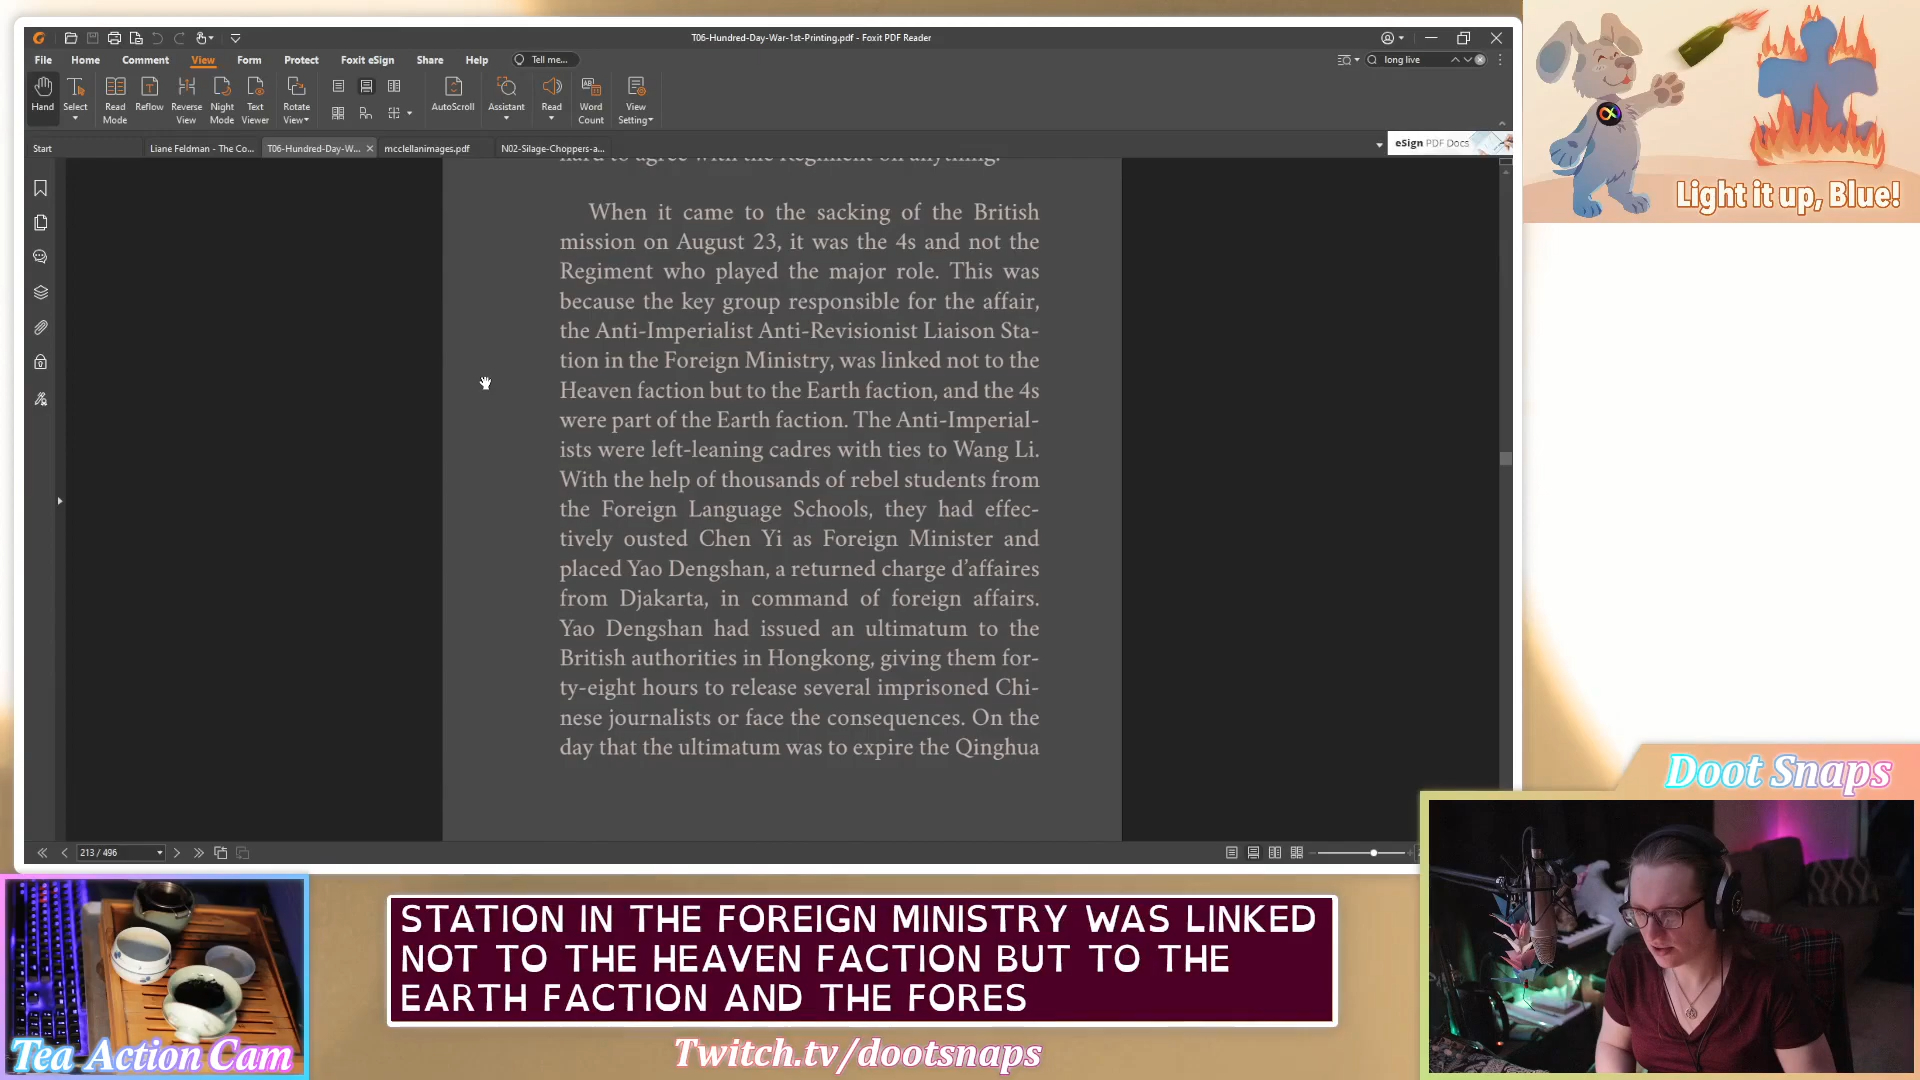 T06-Hundred-Day-War-1st-Printing.pdf - Foxit PDF Reader
File Home Comment View Form Protect Foxit eSign Share Help Tell me... long live
Hand Select Read Mode Reflow Reverse View Night Mode Text Viewer Rotate View AutoScroll Assistant Read Word Count View Setting
Start Liane Feldman - The Co... T06-Hundred-Day-W... mcclellanimages.pdf N02-Silage-Choppers-a... eSign PDF Docs
hard to agree with the Regiment on anything.
When it came to the sacking of the British
mission on August 23, it was the 4s and not the
Regiment who played the major role. This was
because the key group responsible for the affair,
the Anti-Imperialist Anti-Revisionist Liaison Sta-
tion in the Foreign Ministry, was linked not to the
Heaven faction but to the Earth faction, and the 4s
were part of the Earth faction. The Anti-Imperial-
ists were left-leaning cadres with ties to Wang Li.
With the help of thousands of rebel students from
the Foreign Language Schools, they had effec-
tively ousted Chen Yi as Foreign Minister and
placed Yao Dengshan, a returned charge d'affaires
from Djakarta, in command of foreign affairs.
Yao Dengshan had issued an ultimatum to the
British authorities in Hongkong, giving them for-
ty-eight hours to release several imprisoned Chi-
nese journalists or face the consequences. On the
day that the ultimatum was to expire the Qinghua
213 / 496
Light it up, Blue!
Doot Snaps
STATION IN THE FOREIGN MINISTRY WAS LINKED
NOT TO THE HEAVEN FACTION BUT TO THE
EARTH FACTION AND THE FORES
Tea Action Cam
Twitch.tv/dootsnaps